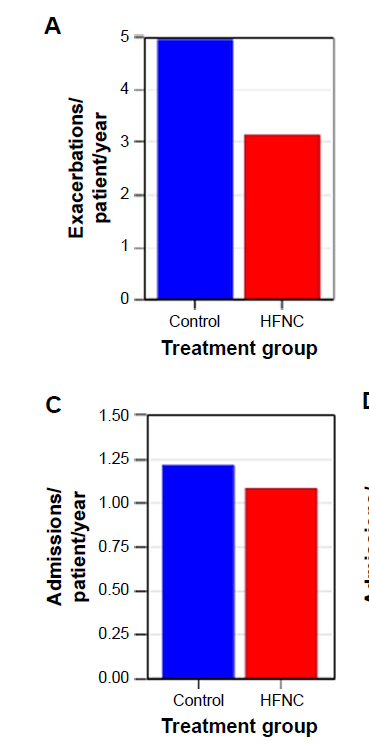 A
Exacerbations/
patient/year
5
4
3
2
1
0
Control HFNC
Treatment group
C
Admissions/
patient/year
1.50
1.25
1.00
0.75
0.50
0.25
0.00
Control HFNC
Treatment group